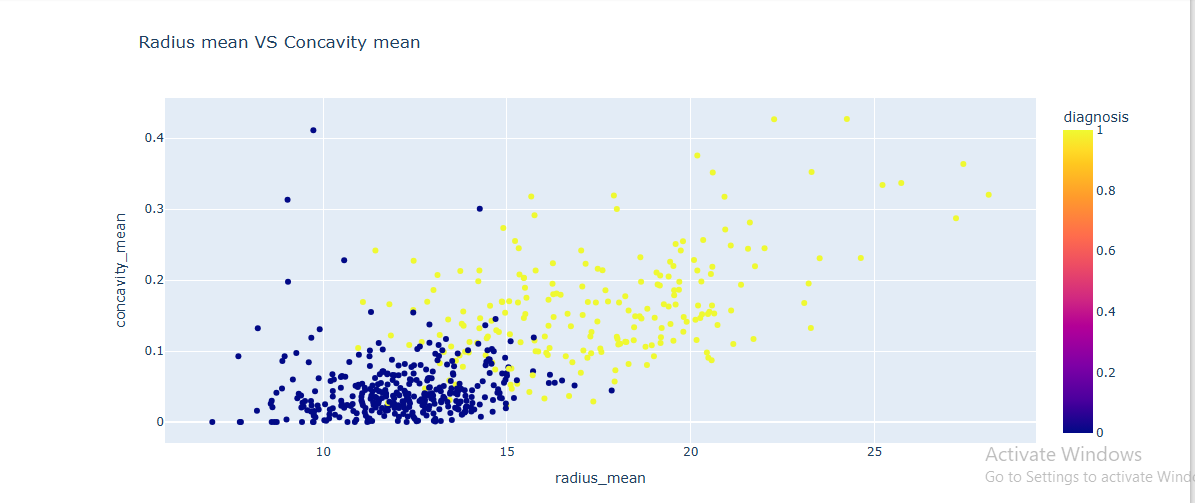 Radius mean VS Concavity mean
diagnosis
1
0.8
0.6
0.4
0.2
0
concavity_mean
0.4
0.3
0.2
0.1
0
10 15 20 25
radius_mean
Activate Windows
Go to Settings to activate Wind